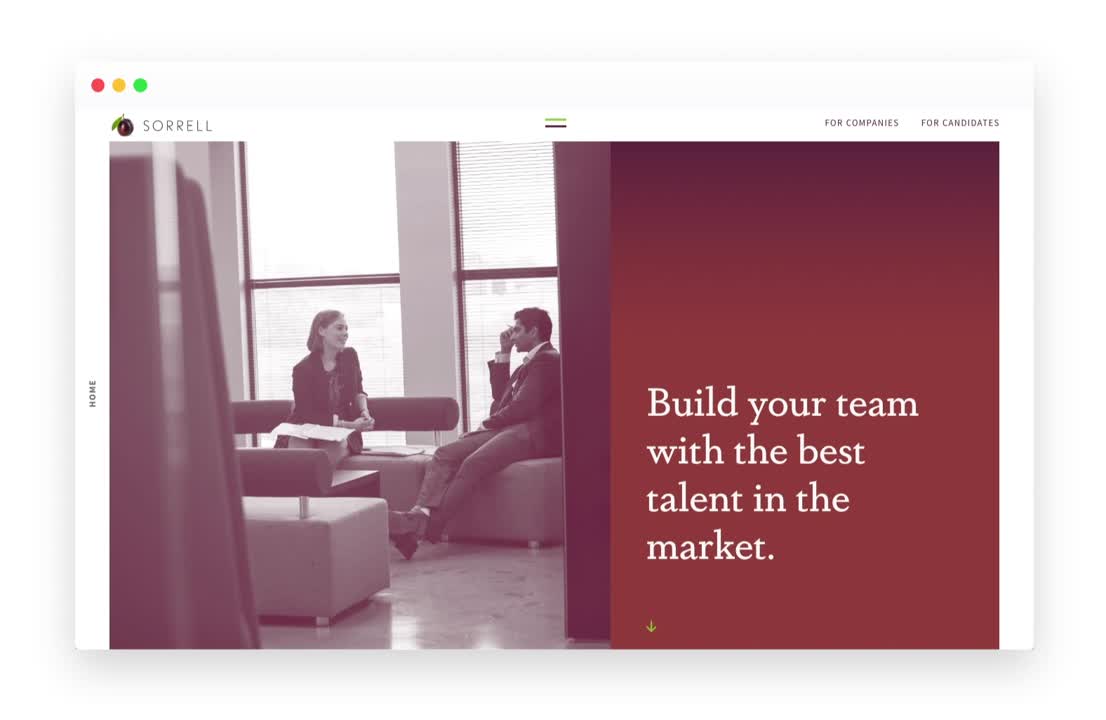 SORRELL
FOR COMPANIES
FOR CANDIDATES
HOME
Build your team
with the best
talent in the
market.